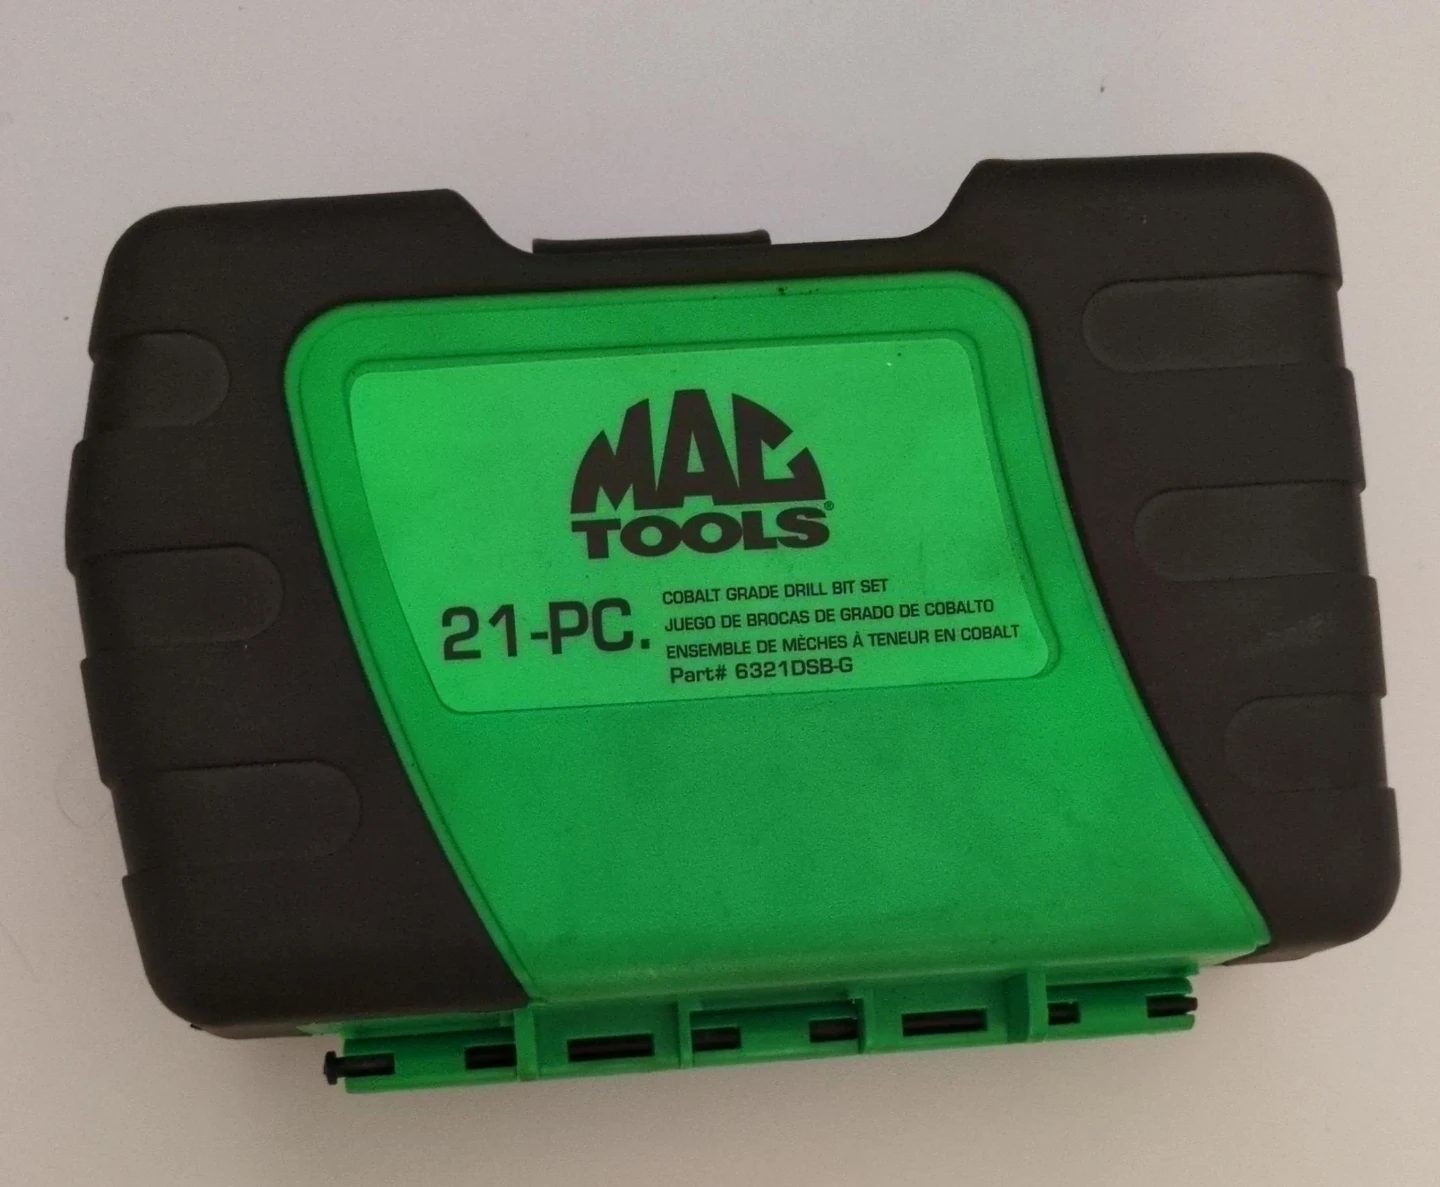 MAC
TOOLS®
21-PC.
COBALT GRADE DRILL BIT SET
JUEGO DE BROCAS DE GRADO DE COBALTO
ENSEMBLE DE MÈCHES À TENEUR EN COBALT
Part# 6321DSB-G